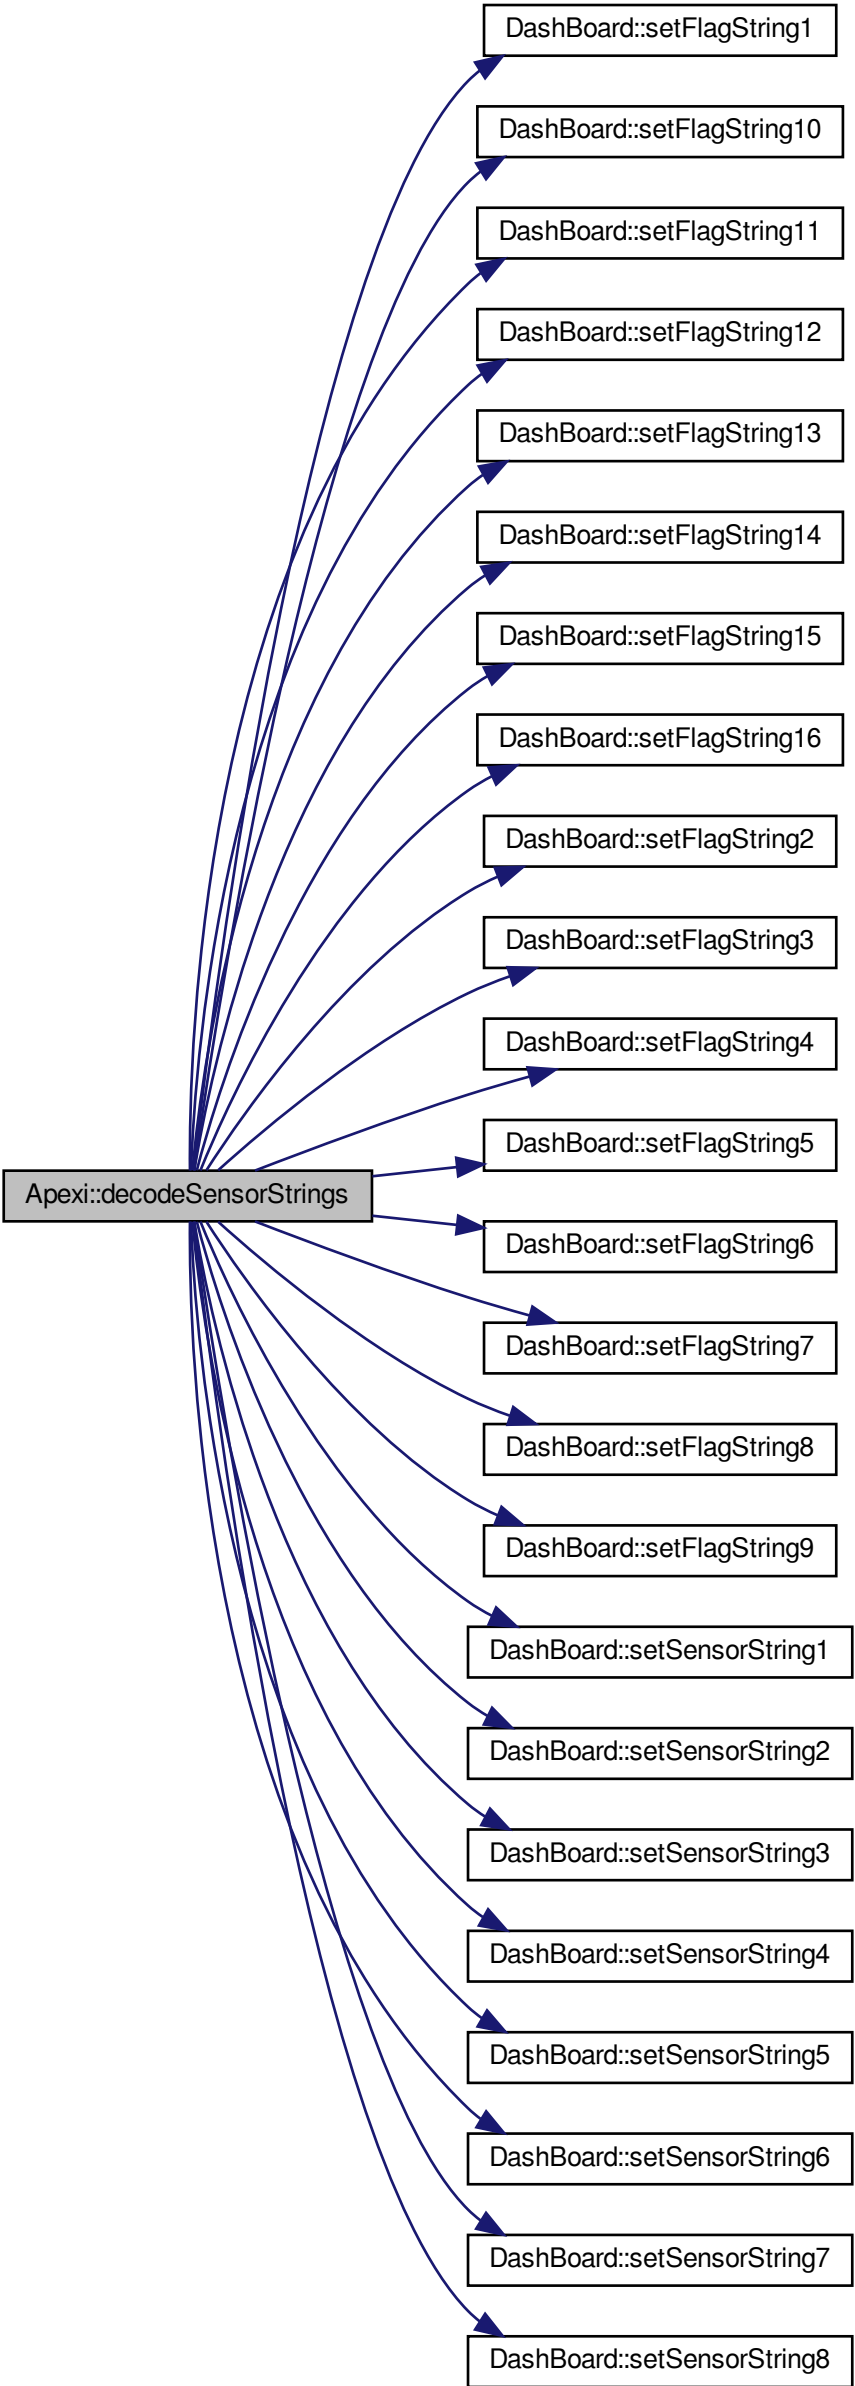 DashBoard::setFlagString1
DashBoard::setFlagString10
DashBoard::setFlagString11
DashBoard::setFlagString12
DashBoard::setFlagString13
DashBoard::setFlagString14
DashBoard::setFlagString15
DashBoard::setFlagString16
DashBoard::setFlagString2
DashBoard::setFlagString3
DashBoard::setFlagString4
DashBoard::setFlagString5
Apexi::decodeSensorStrings
DashBoard::setFlagString6
DashBoard::setFlagString7
DashBoard::setFlagString8
DashBoard::setFlagString9
DashBoard::setSensorString1
DashBoard::setSensorString2
DashBoard::setSensorString3
DashBoard::setSensorString4
DashBoard::setSensorString5
DashBoard::setSensorString6
DashBoard::setSensorString7
DashBoard::setSensorString8